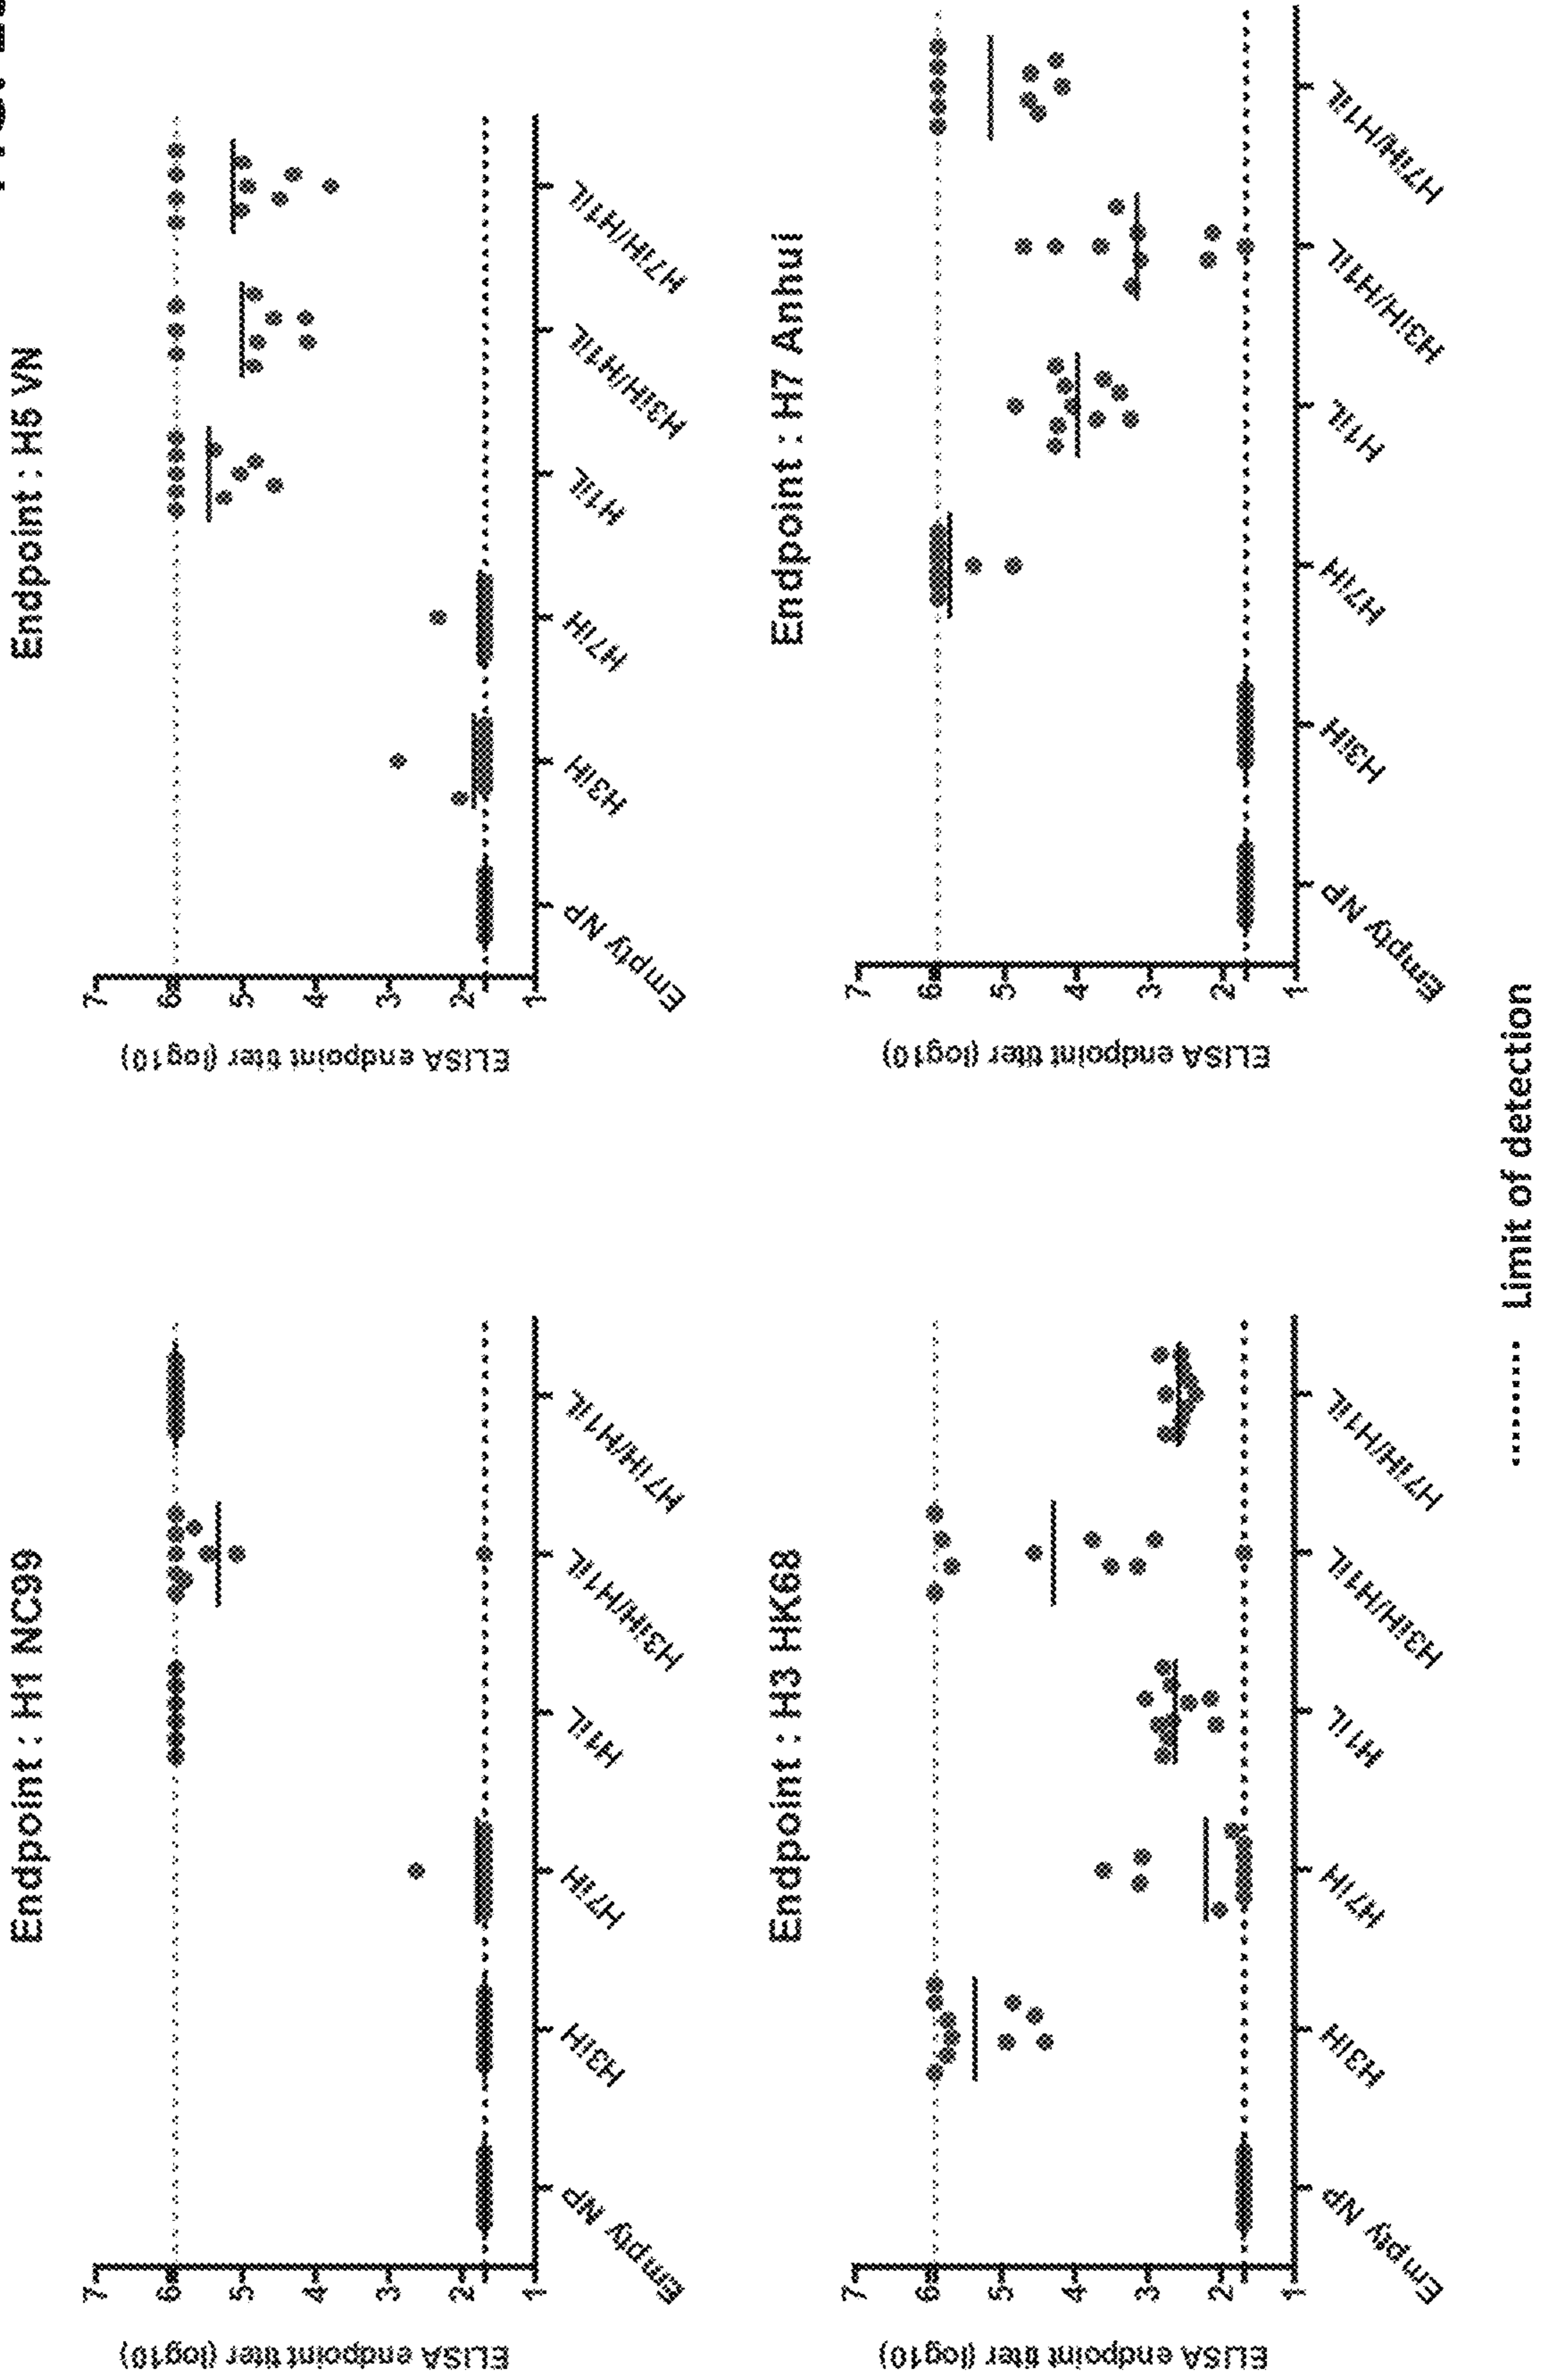 Endpoint : H1 NC99
ELISA endpoint titer (log10)
7
6
5
4
3
2
1
Empty NP
H3iH
H7iH
H1iL
H3iH/H1iL
H7iH/H1iL
Endpoint : H5 VN
ELISA endpoint titer (log10)
7
6
5
4
3
2
1
Empty NP
H3iH
H7iH
H1iL
H3iH/H1iL
H7iH/H1iL
Endpoint : H3 HK68
ELISA endpoint titer (log10)
7
6
5
4
3
2
1
Empty NP
H3iH
H7iH
H1iL
H3iH/H1iL
H7iH/H1iL
Endpoint : H7 Anhui
ELISA endpoint titer (log10)
7
6
5
4
3
2
1
Empty NP
H3iH
H7iH
H1iL
H3iH/H1iL
H7iH/H1iL
Limit of detection